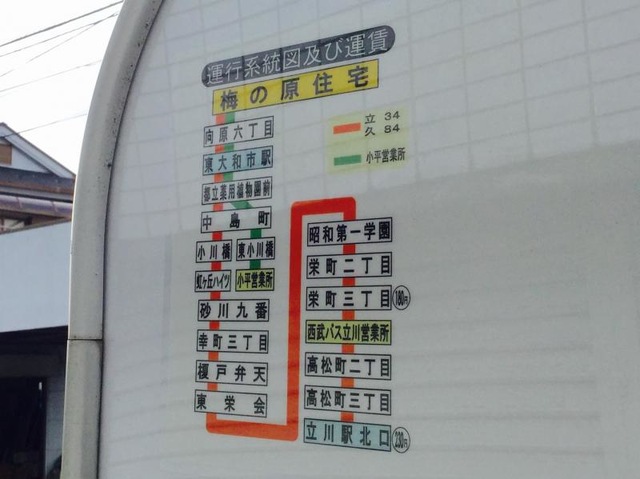 運行系統図及び運賃
梅の原住宅
立 34
久 84
小平営業所
向原六丁目
東大和市駅
都立薬用植物園前
中島町
小川橋 東小川橋
虹ヶ丘ハイツ 小平営業所
砂川九番
幸町三丁目
榎戸弁天
東栄会
昭和第一学園
栄町二丁目
栄町三丁目 180円
西武バス立川営業所
高松町二丁目
高松町三丁目
立川駅北口 230円